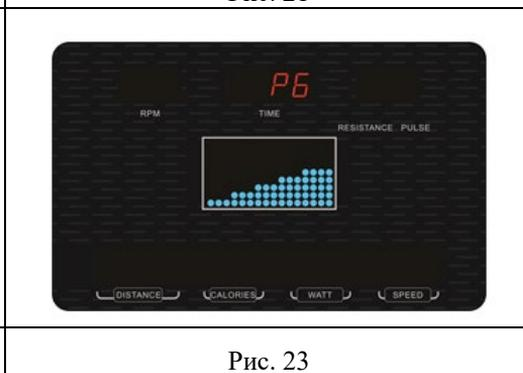 P6
RPM TIME
RESISTANCE PULSE
DISTANCE CALORIES WATT SPEED
Рис. 23